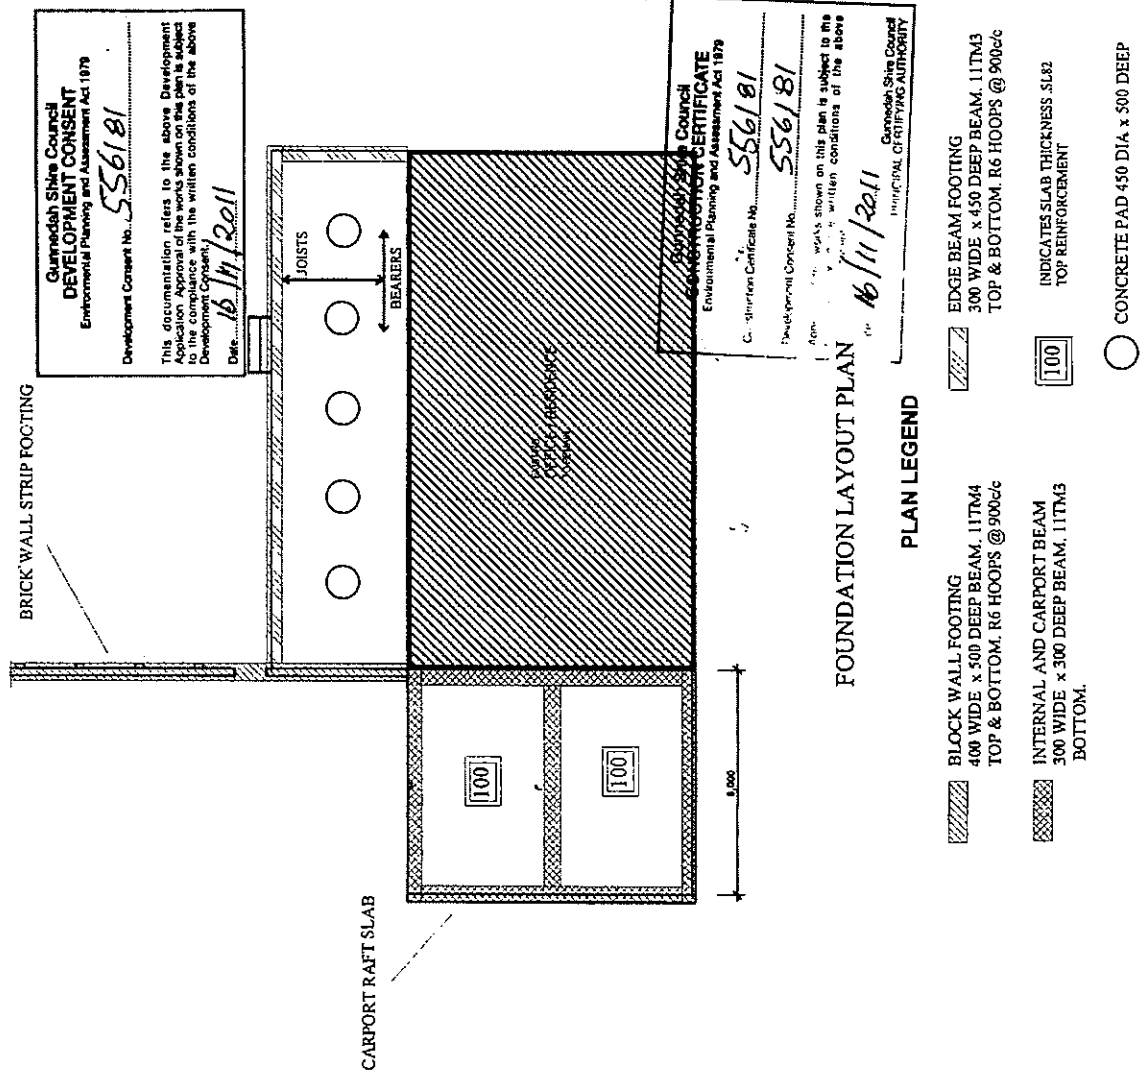 BRICK WALL STRIP FOOTING
Gunnedah Shire Council
DEVELOPMENT CONSENT
Environmental Planning and Assessment Act 1979
Development Consent No. 556181
This documentation refers to the above Development
Application. Approval of the works shown on this plan is subject
to the compliance with the written conditions of the above
Development Consent.
Date 16/11/2011
JOISTS
BEARERS
CARPORT RAFT SLAB
100
100
6,000
Gunnedah Shire Council
CONSTRUCTION CERTIFICATE
Environmental Planning and Assessment Act 1979
Construction Certificate No. 556181
Development Consent No. 556181
works shown on this plan is subject to the
written conditions of the above
16/11/2011
Gunnedah Shire Council
PRINCIPAL CERTIFYING AUTHORITY
FOUNDATION LAYOUT PLAN
PLAN LEGEND
BLOCK WALL FOOTING
400 WIDE x 500 DEEP BEAM. 11TM4
TOP & BOTTOM. R6 HOOPS @ 900c/c
EDGE BEAM FOOTING
300 WIDE x 450 DEEP BEAM. 11TM3
TOP & BOTTOM. R6 HOOPS @ 900c/c
INTERNAL AND CARPORT BEAM
300 WIDE x 300 DEEP BEAM. 11TM3
BOTTOM.
100
INDICATES SLAB THICKNESS .SL82
TOP REINFORCEMENT
CONCRETE PAD 450 DIA x 500 DEEP